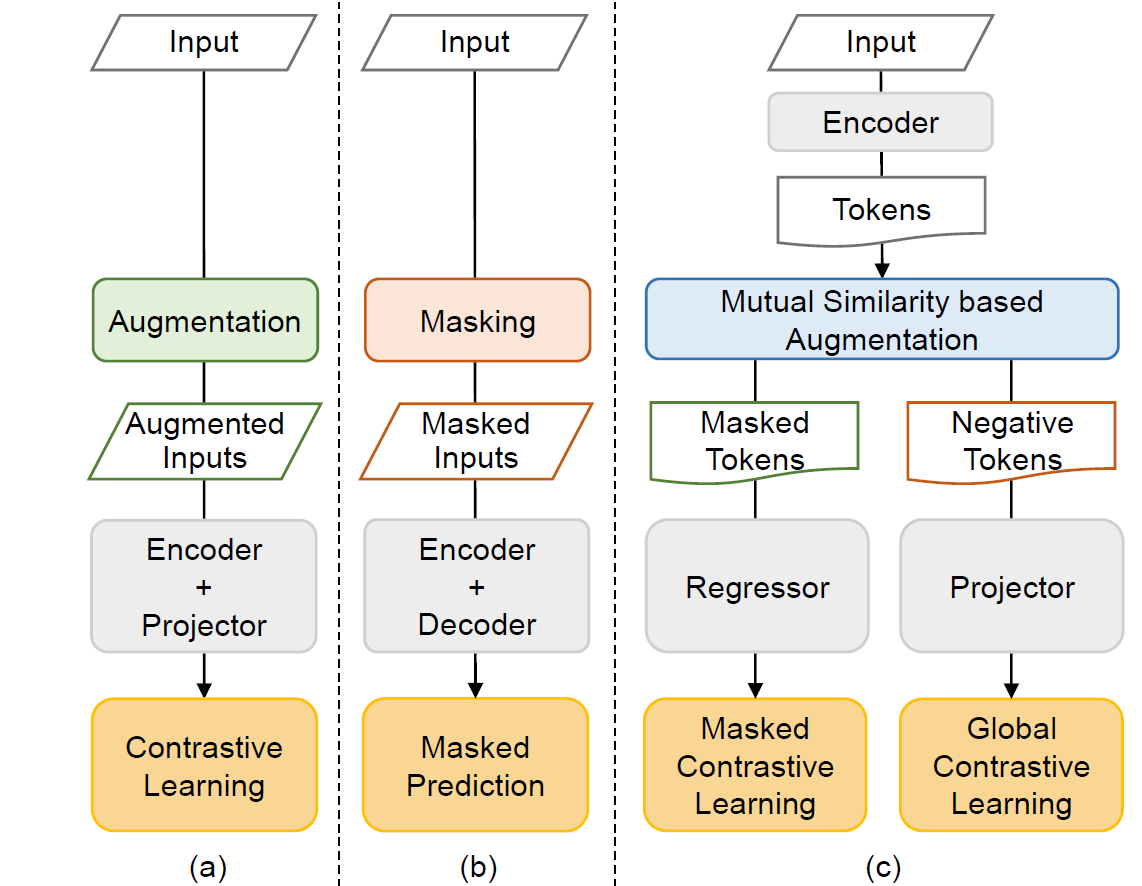 Input
Augmentation
Augmented
Inputs
Encoder
+
Projector
Contrastive
Learning
(a)
Input
Masking
Masked
Inputs
Encoder
+
Decoder
Masked
Prediction
(b)
Input
Encoder
Tokens
Mutual Similarity based
Augmentation
Masked
Tokens
Regressor
Masked
Contrastive
Learning
Negative
Tokens
Projector
Global
Contrastive
Learning
(c)